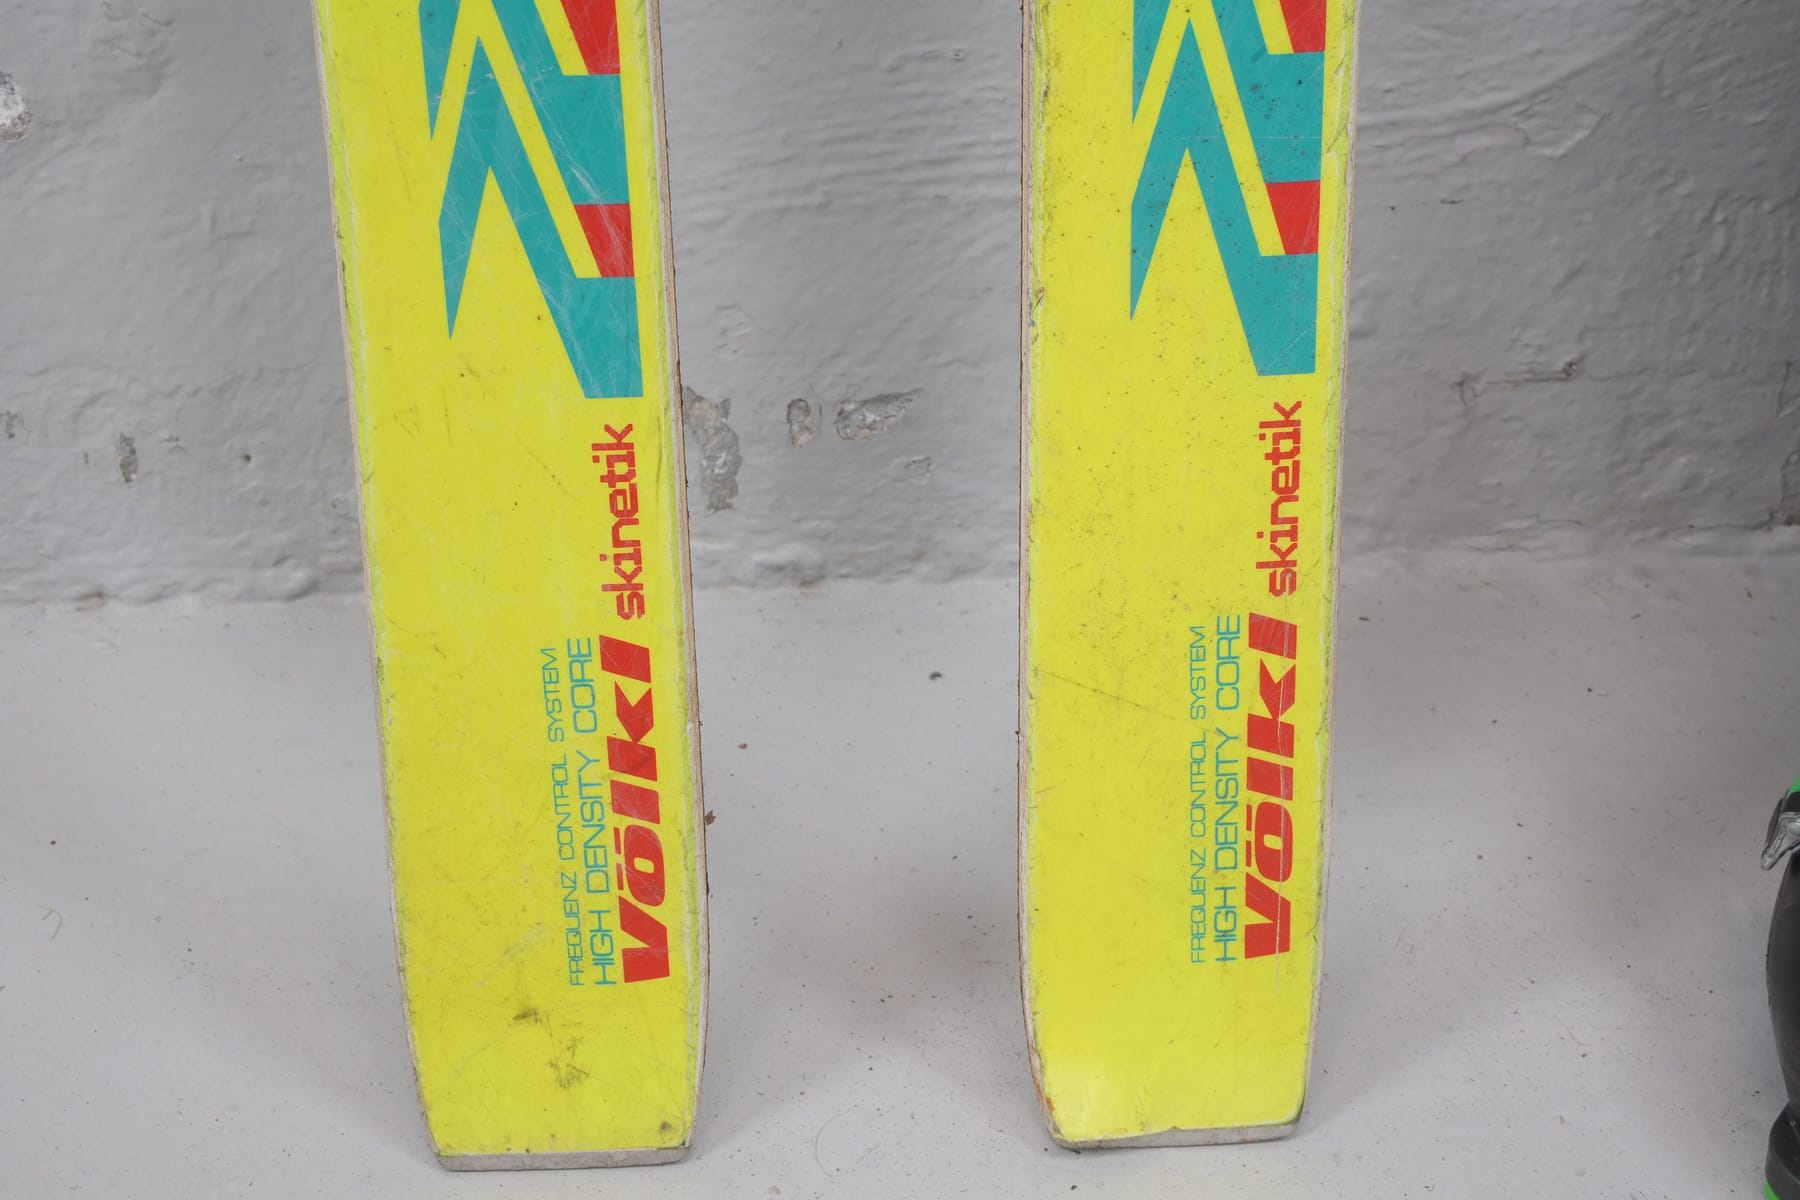 FREQUENZ CONTROL SYSTEM
HIGH DENSITY CORE
völkl skinetik
FREQUENZ CONTROL SYSTEM
HIGH DENSITY CORE
völkl skinetik